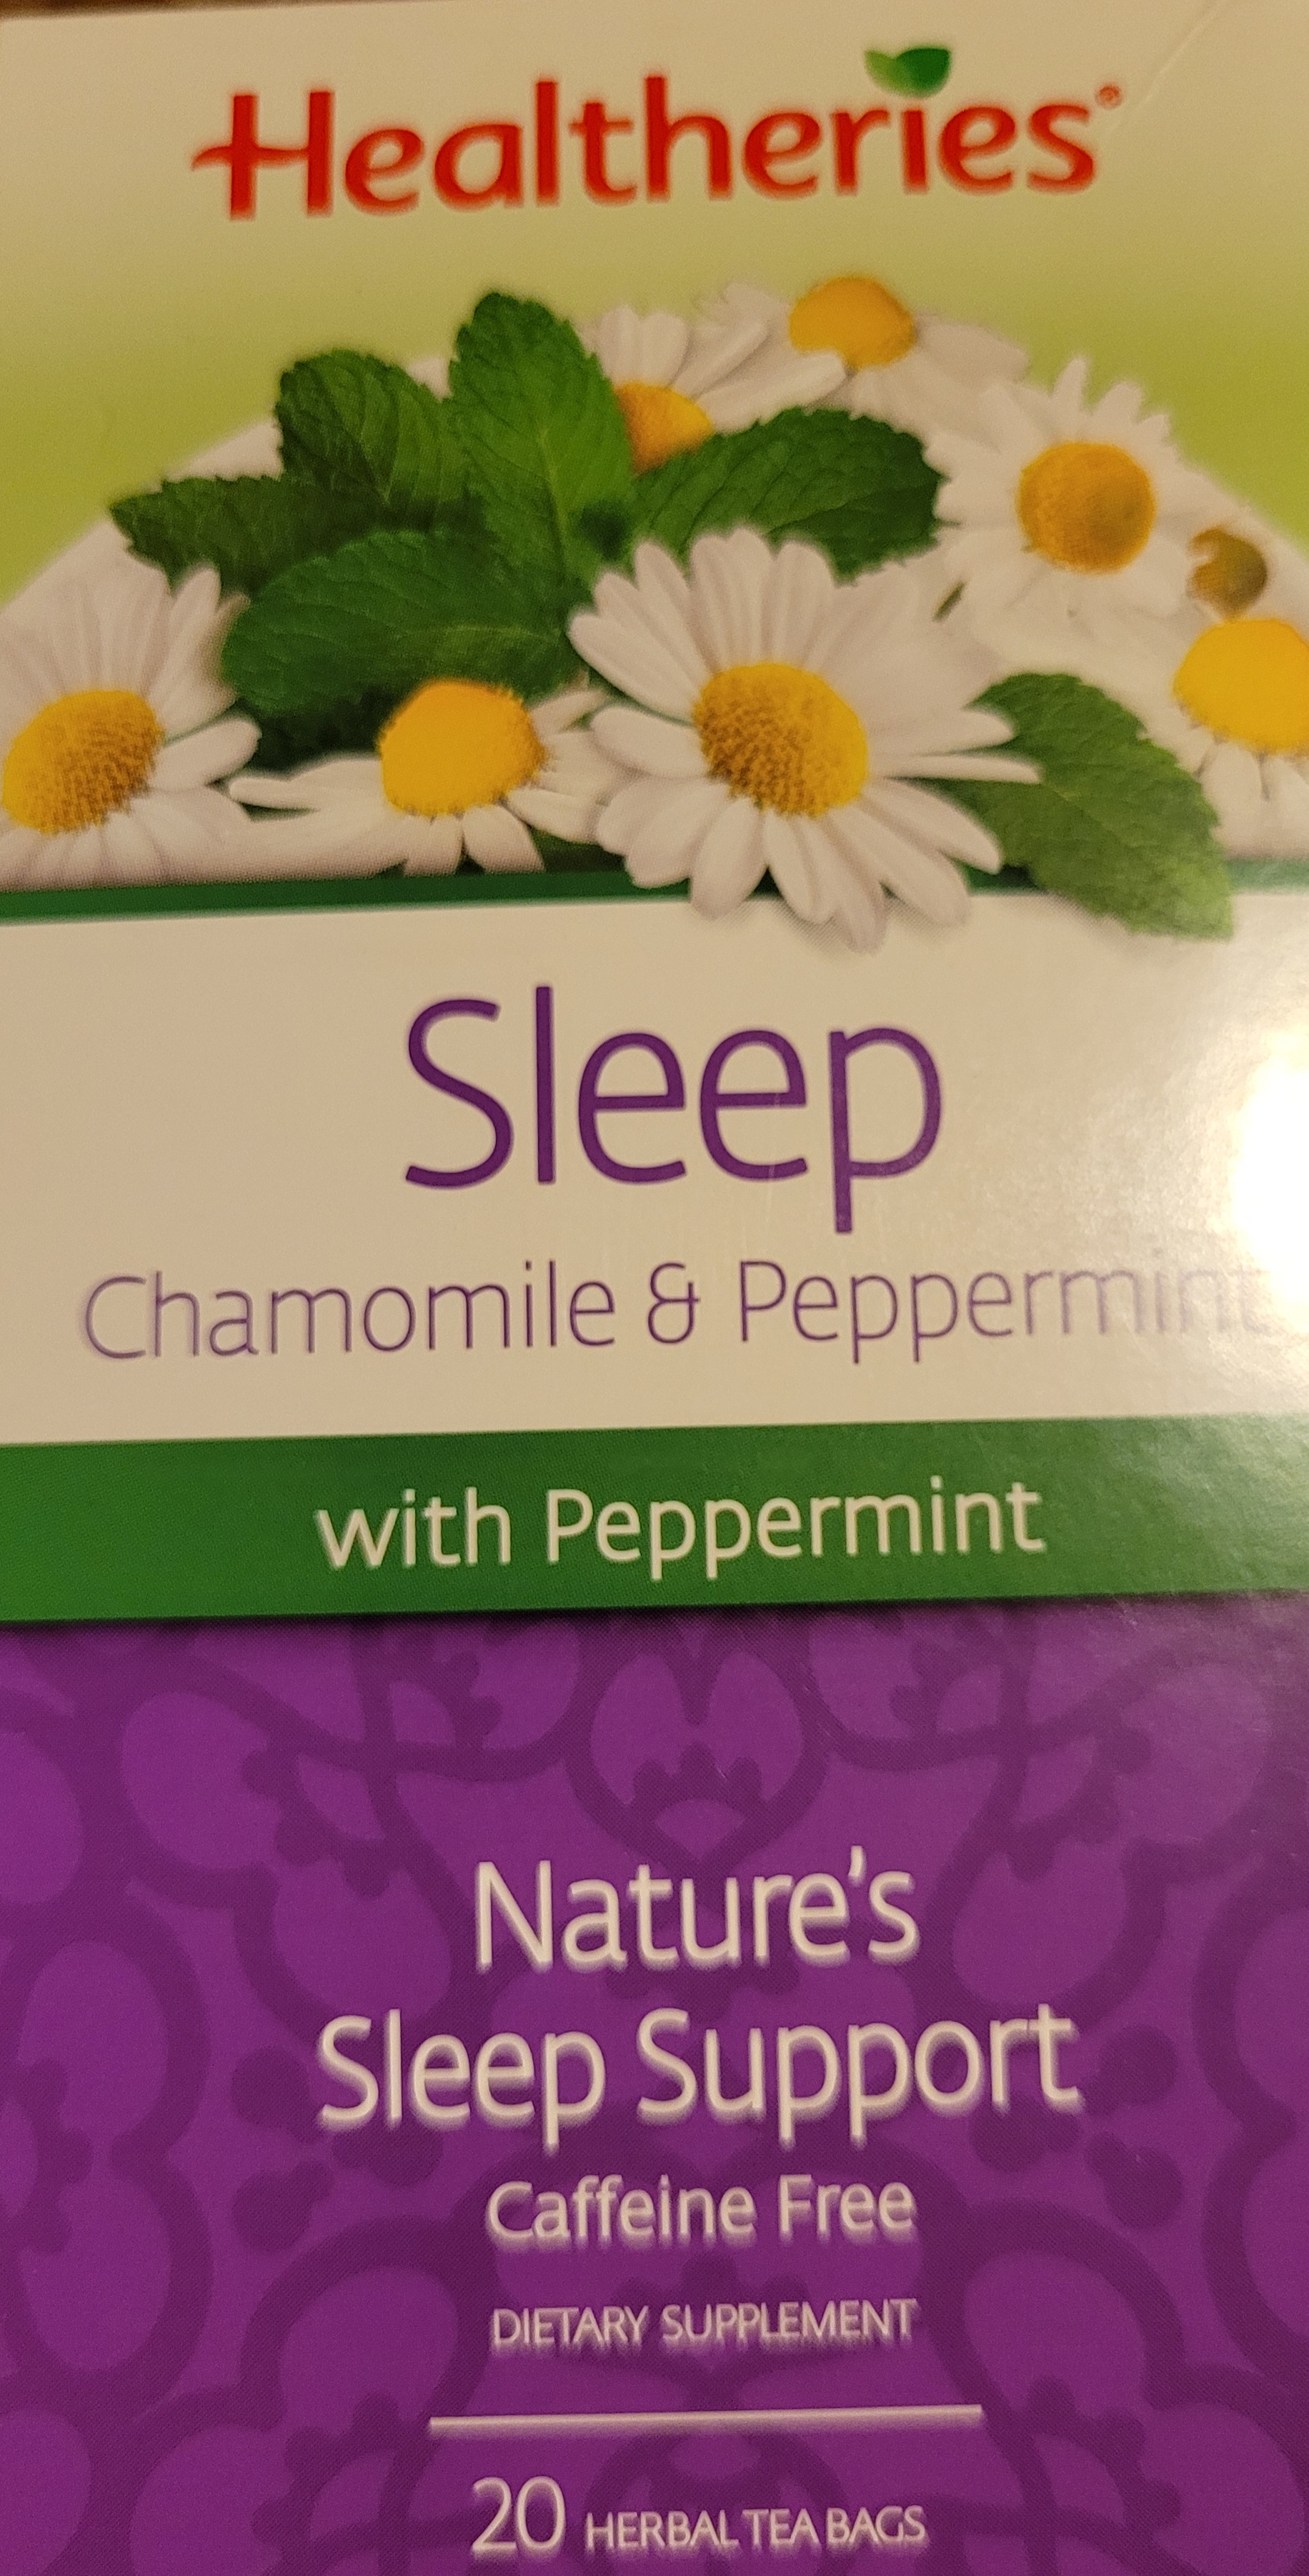 Healtheries®
Sleep
Chamomile & Peppermint
with Peppermint
Nature's
Sleep Support
Caffeine Free
DIETARY SUPPLEMENT
20 HERBAL TEA BAGS